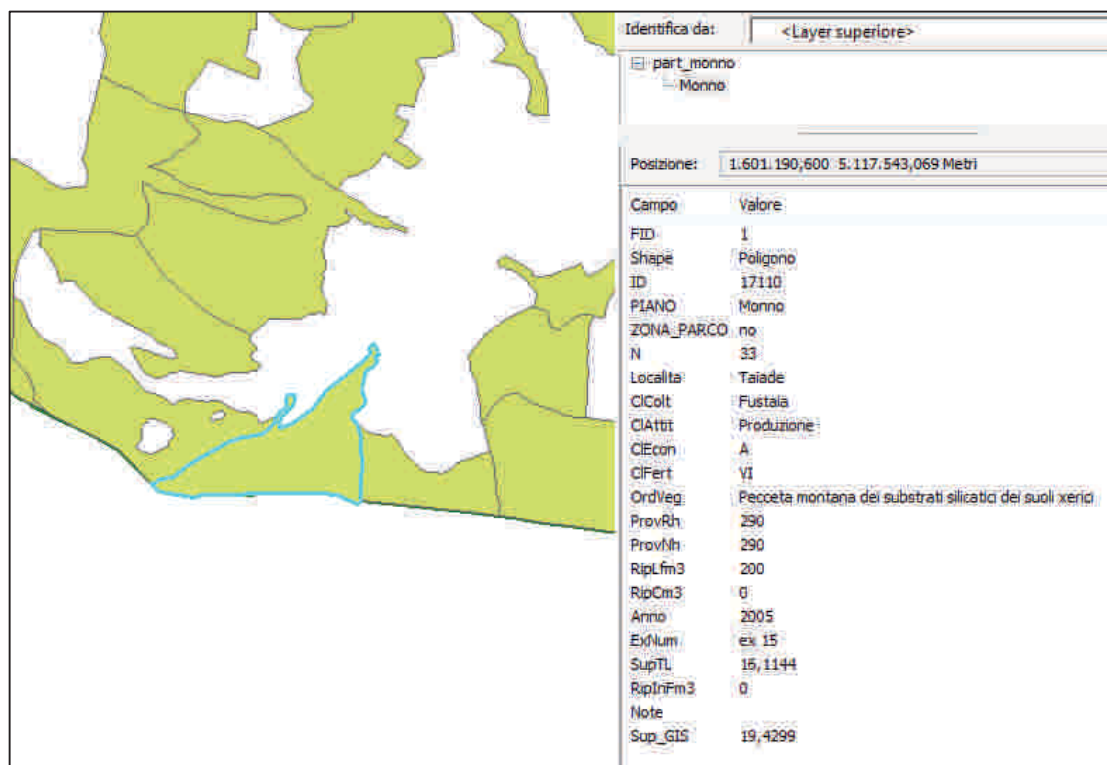 Identifica da: <Layer superiore>
part_monno
Monno
Posizione: 1.601.190,600 5.117.543,069 Metri
Campo Valore
FID 1
Shape Poligono
ID 17110
PIANO Monno
ZONA_PARCO no
N 33
Localita Taiade
ClColt Fustaia
ClAttit Produzione
ClEcon A
ClFert VI
OrdVeg Pecceta montana dei substrati silicatici dei suoli xerici
ProvRh 290
ProvNh 290
RipLfm3 200
RipCm3 0
Anno 2005
ExNum ex 15
SupTL 16,1144
RipInFm3 0
Note
Sup_GIS 19,4299